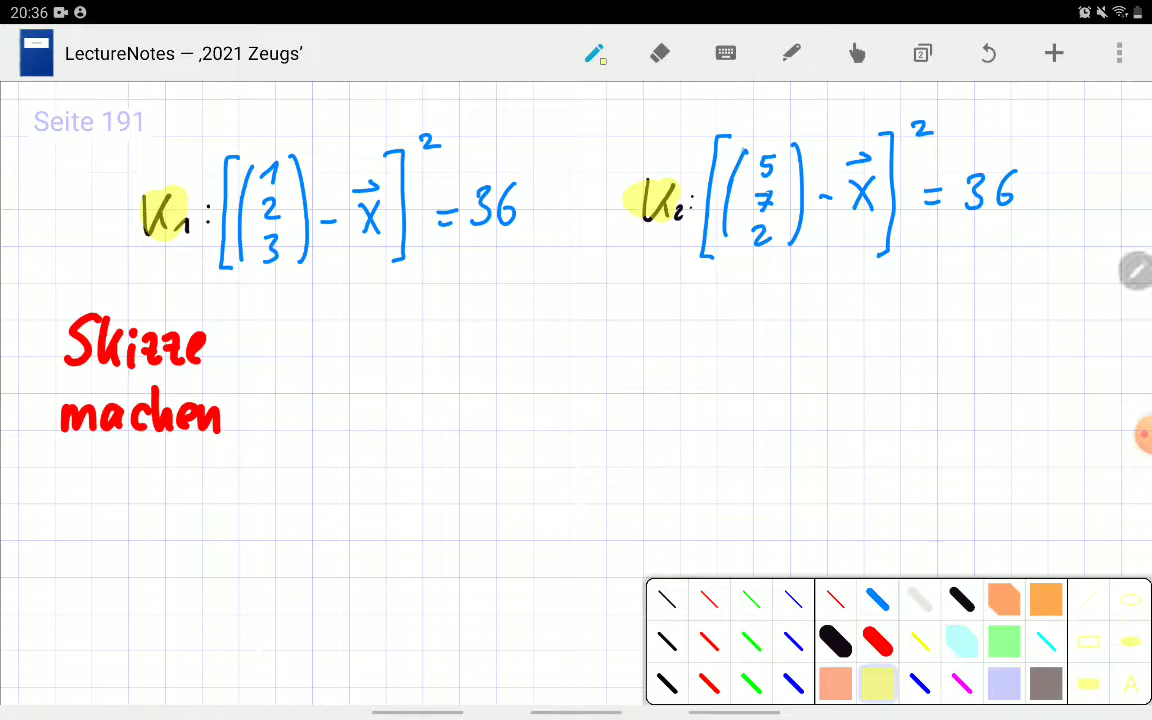 20:36
LectureNotes — ‚2021 Zeugs’
2
Seite 191
K₁ : [(1 2 3) − x⃗]² = 36
K₂ : [(5 7 2) − x⃗]² = 36
Skizze
machen
A